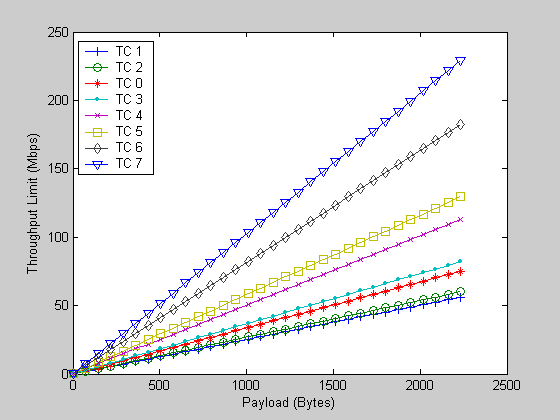 250
200
150
100
50
0
Throughput Limit (Mbps)
TC 1
TC 2
TC 0
TC 3
TC 4
TC 5
TC 6
TC 7
0
500
1000
1500
2000
2500
Payload (Bytes)